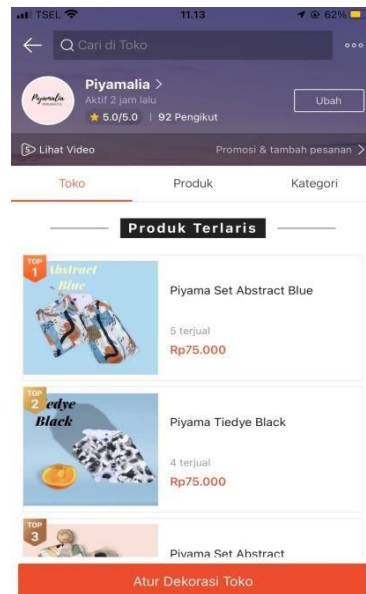 TSEL 11.13 62%
Cari di Toko
Piyamalia
Piyamalia >
Aktif 2 jam lalu
5.0/5.0 | 92 Pengikut
Ubah
Lihat Video
Promosi & tambah pesanan >
Toko Produk Kategori
Produk Terlaris
TOP
1
Abstract
Blue
Piyama Set Abstract Blue
5 terjual
Rp75.000
TOP
2
edye
Black
Piyama Tiedye Black
4 terjual
Rp75.000
TOP
3
Piyama Set Abstract
Atur Dekorasi Toko